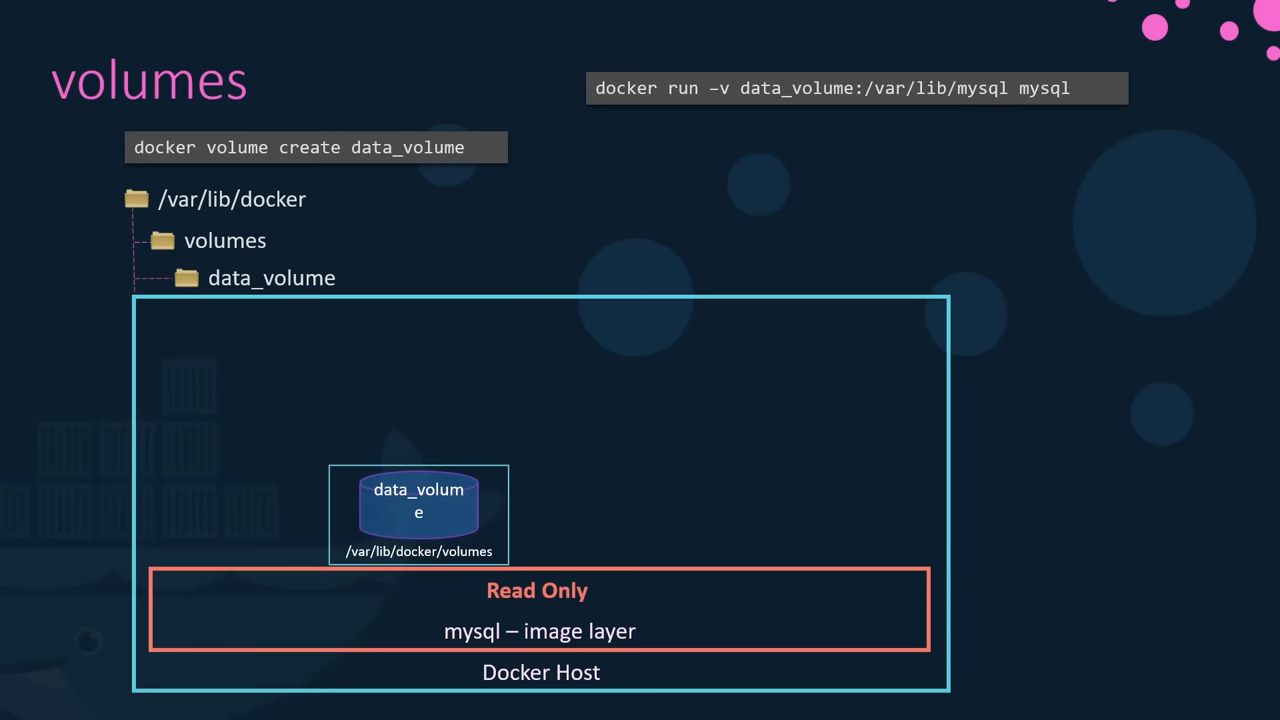 volumes
docker run –v data_volume:/var/lib/mysql mysql
docker volume create data_volume
/var/lib/docker
volumes
data_volume
data_volum
e
/var/lib/docker/volumes
Read Only
mysql – image layer
Docker Host